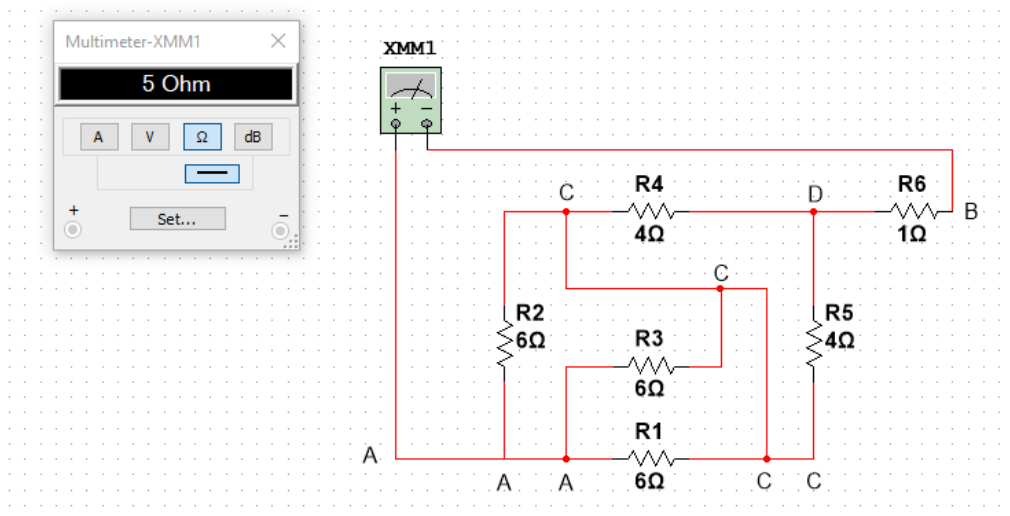 Multimeter-XMM1
5 Ohm
A V Ω dB
+ Set... −
XMM1
+ −
C R4 4Ω D R6 1Ω B
C
R2 6Ω
R3 6Ω
R5 4Ω
R1 6Ω
A
A A C C